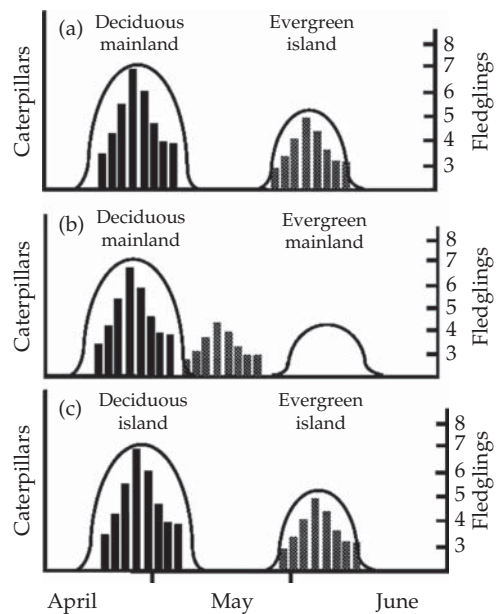 (a) Deciduous mainland
Evergreen island
Caterpillars
8
7
6
5
4
3
Fledglings
(b) Deciduous mainland
Evergreen mainland
Caterpillars
8
7
6
5
4
3
Fledglings
(c) Deciduous island
Evergreen island
Caterpillars
8
7
6
5
4
3
Fledglings
April May June